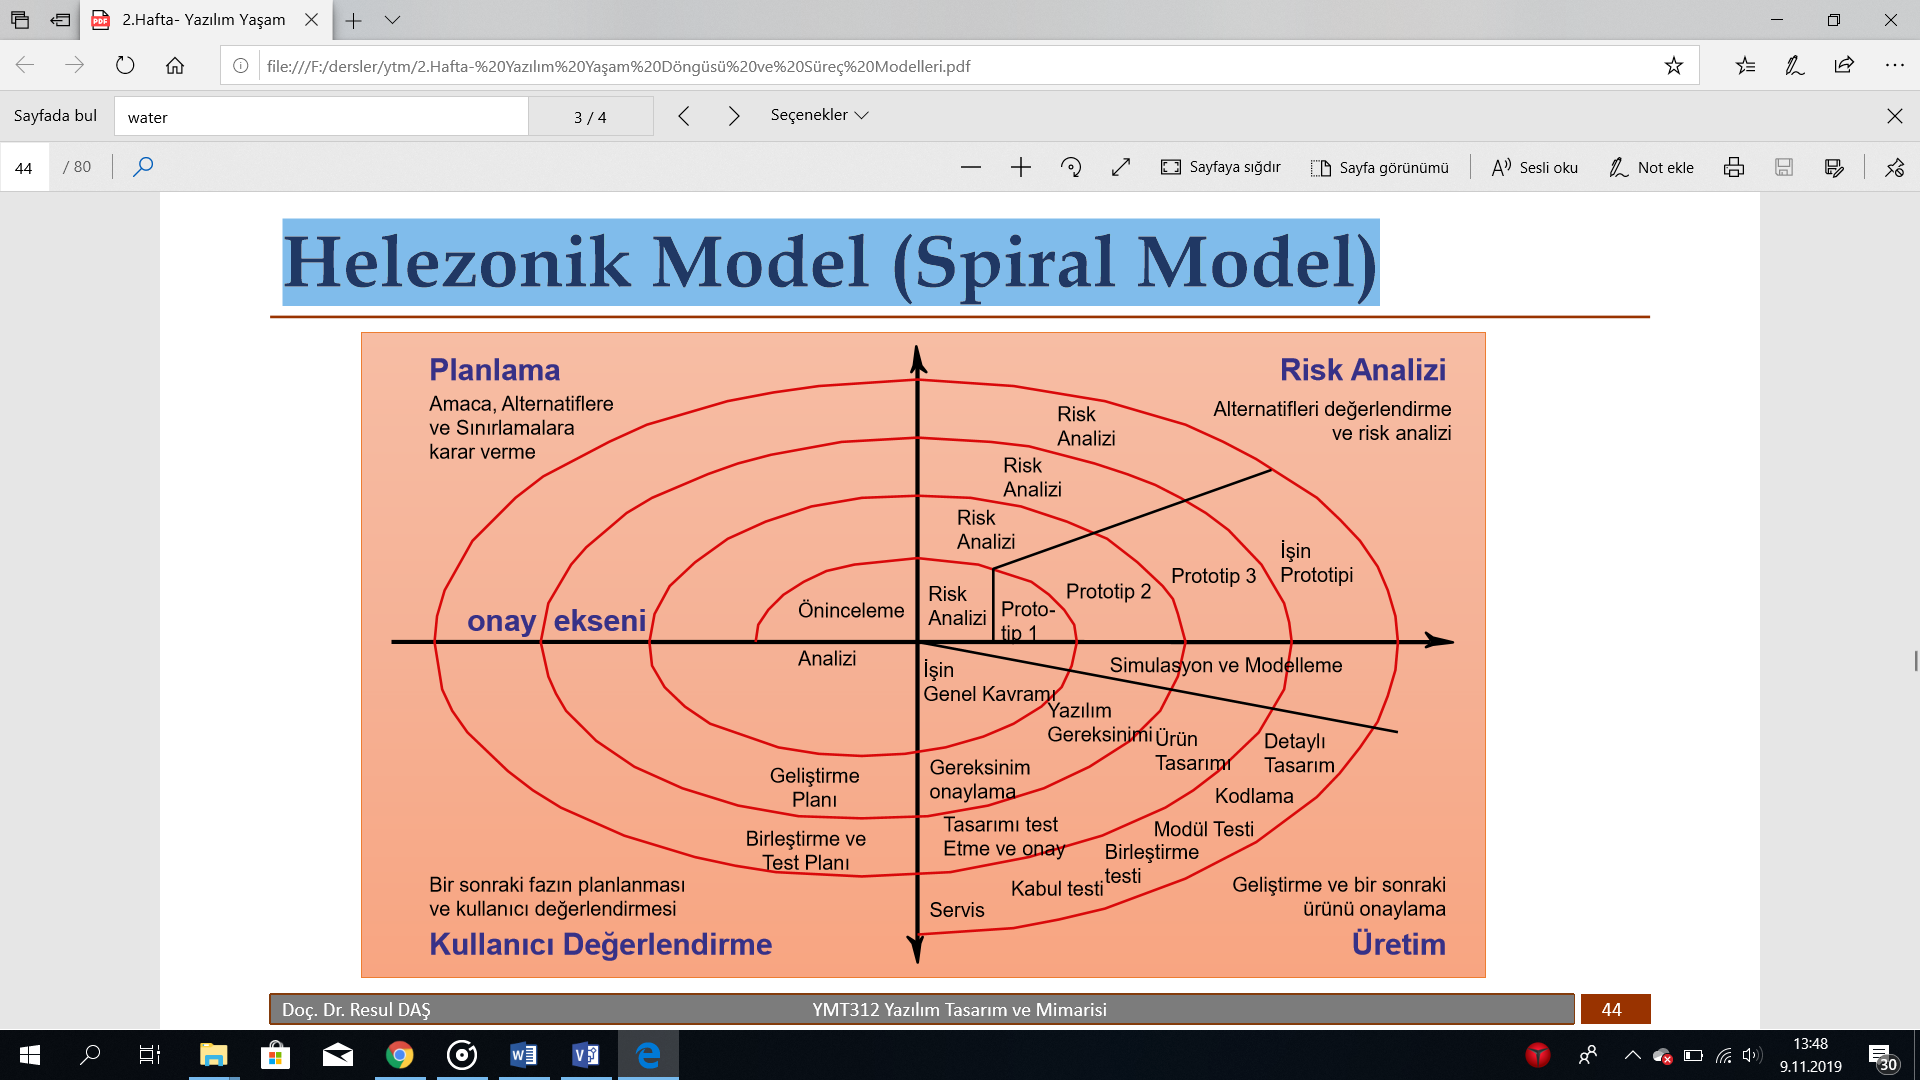 2.Hafta- Yazılım Yaşam
file:///F:/dersler/ytm/2.Hafta-%20Yazılım%20Yaşam%20Döngüsü%20ve%20Süreç%20Modelleri.pdf
Sayfada bul
water
3 / 4
Seçenekler
44
/ 80
Sayfaya sığdır
Sayfa görünümü
Sesli oku
Not ekle
Helezonik Model (Spiral Model)
Planlama
Amaca, Alternatiflere
ve Sınırlamalara
karar verme
Risk Analizi
Alternatifleri değerlendirme
ve risk analizi
Risk
Analizi
Risk
Analizi
Risk
Analizi
Risk
Analizi
Öninceleme
Proto-
tip 1
Prototip 2
Prototip 3
İşin
Prototipi
onay ekseni
Analizi
İşin
Genel Kavramı
Simulasyon ve Modelleme
Yazılım
Gereksinimi
Ürün
Tasarımı
Detaylı
Tasarım
Geliştirme
Planı
Gereksinim
onaylama
Kodlama
Birleştirme ve
Test Planı
Tasarımı test
Etme ve onay
Modül Testi
Birleştirme
testi
Kabul testi
Servis
Bir sonraki fazın planlanması
ve kullanıcı değerlendirmesi
Kullanıcı Değerlendirme
Geliştirme ve bir sonraki
ürünü onaylama
Üretim
Doç. Dr. Resul DAŞ
YMT312 Yazılım Tasarım ve Mimarisi
44
13:48
9.11.2019
30